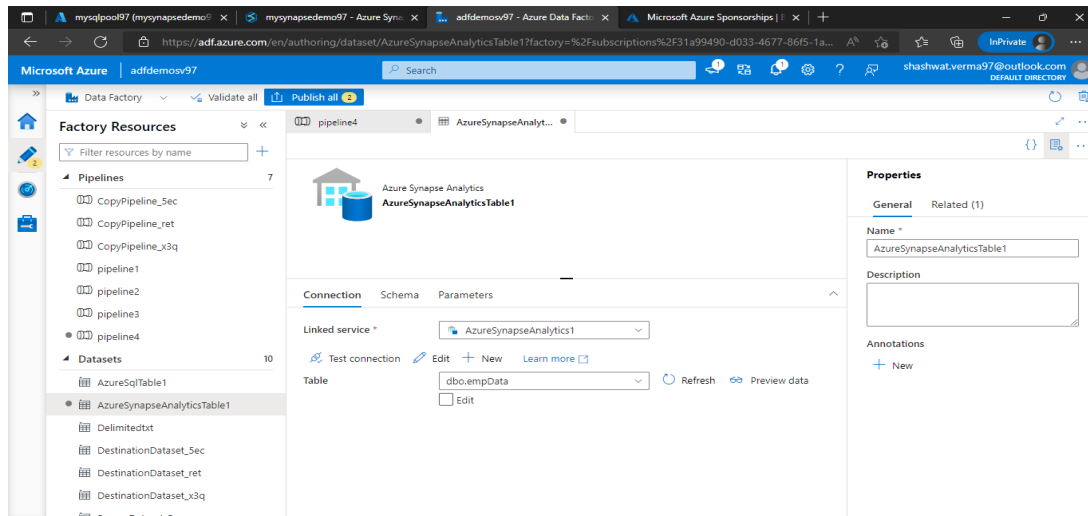 mysqlpool97 (mysynapsedemo9
mysynapsedemo97 - Azure Syna
adfdemosv97 - Azure Data Facto
Microsoft Azure Sponsorships | B
https://adf.azure.com/en/authoring/dataset/AzureSynapseAnalyticsTable1?factory=%2Fsubscriptions%2F31a99490-d033-4677-86f5-1a...
InPrivate
Microsoft Azure | adfdemosv97
Search
1
1
shashwat.verma97@outlook.com
DEFAULT DIRECTORY
Data Factory
Validate all
Publish all 2
Factory Resources
Filter resources by name
2
Pipelines 7
CopyPipeline_5ec
CopyPipeline_ret
CopyPipeline_x3q
pipeline1
pipeline2
pipeline3
pipeline4
Datasets 10
AzureSqlTable1
AzureSynapseAnalyticsTable1
Delimitedtxt
DestinationDataset_5ec
DestinationDataset_ret
DestinationDataset_x3q
pipeline4
AzureSynapseAnalyt...
Azure Synapse Analytics
AzureSynapseAnalyticsTable1
Connection Schema Parameters
Linked service * AzureSynapseAnalytics1
Test connection Edit New Learn more
Table dbo.empData Refresh Preview data
Edit
Properties
General Related (1)
Name *
AzureSynapseAnalyticsTable1
Description
Annotations
New